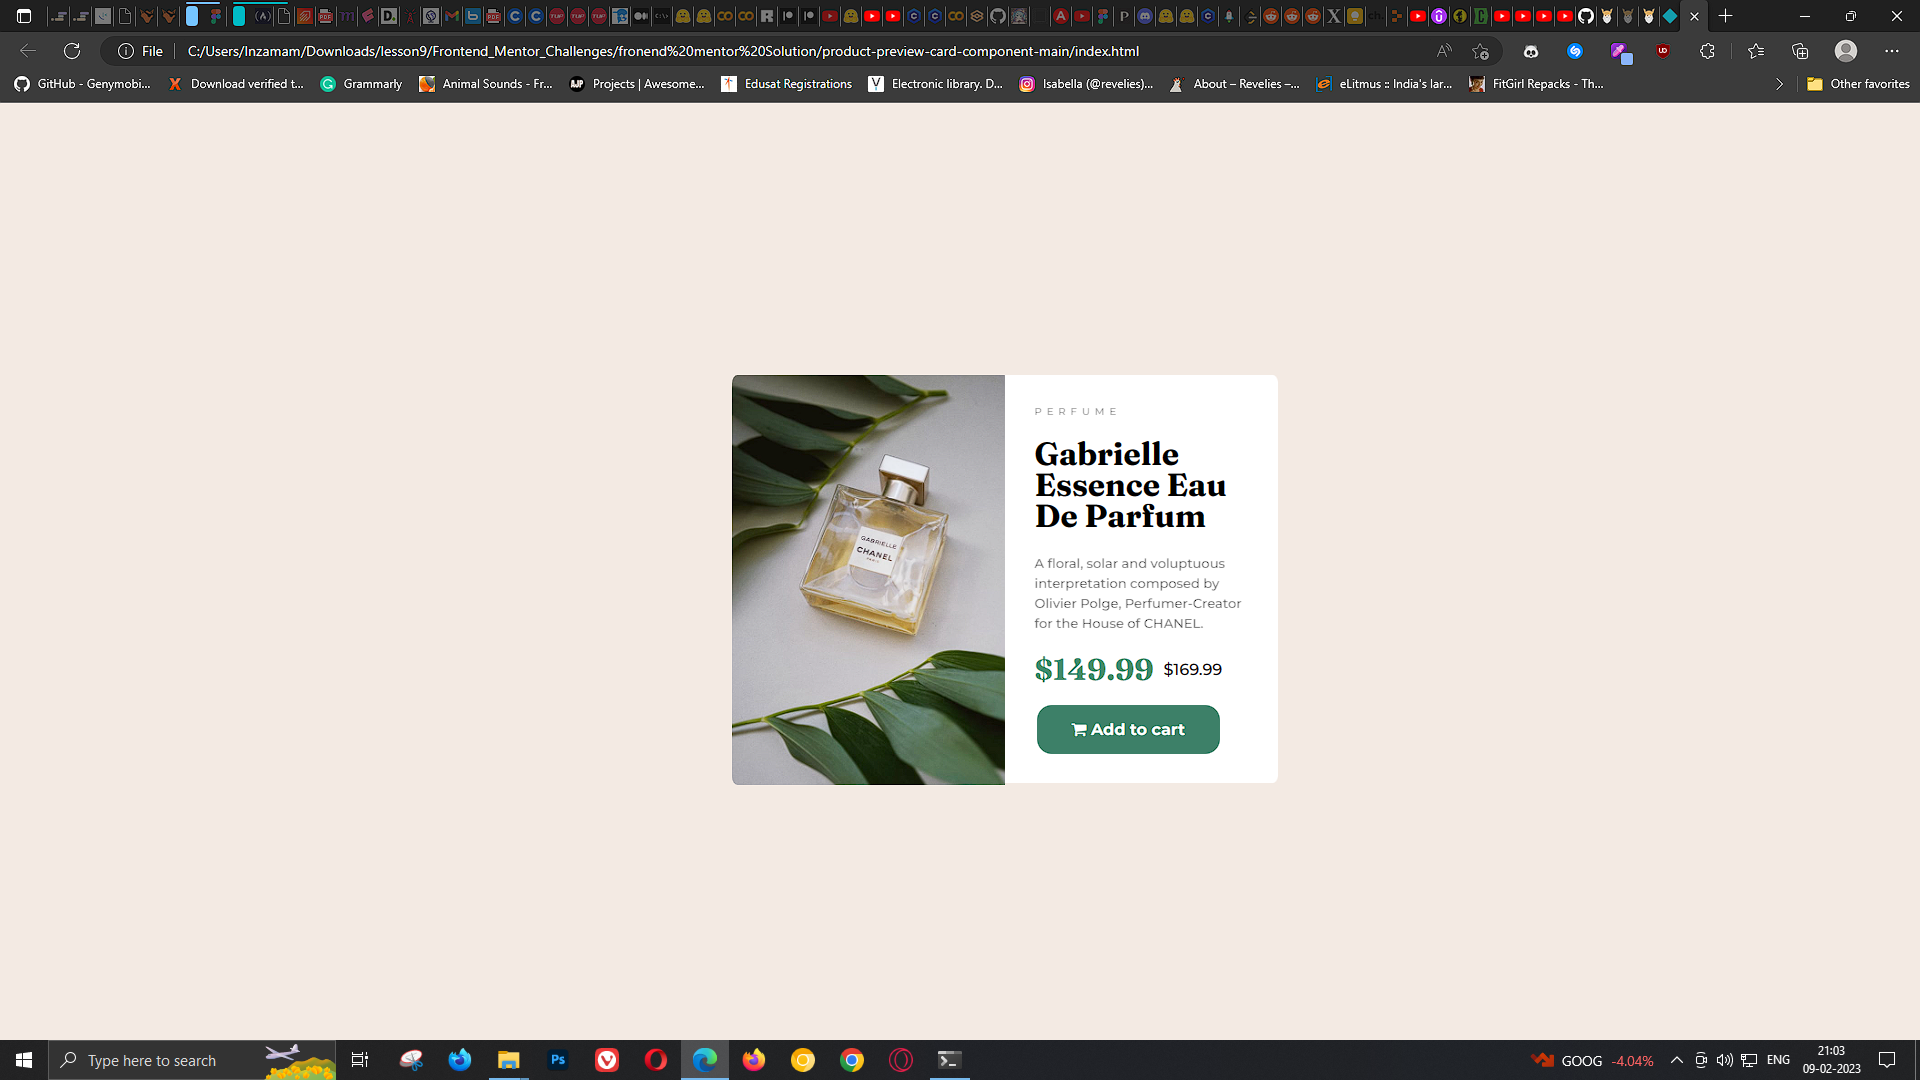 File
C:/Users/Inzamam/Downloads/lesson9/Frontend_Mentor_Challenges/fronend%20mentor%20Solution/product-preview-card-component-main/index.html
GitHub - Genymobi...
Download verified t...
Grammarly
Animal Sounds - Fr...
Projects | Awesome...
Edusat Registrations
Electronic library. D...
Isabella (@revelies)...
About – Revelies –...
eLitmus :: India's lar...
FitGirl Repacks - Th...
Other favorites
PERFUME
Gabrielle
Essence Eau
De Parfum
A floral, solar and voluptuous
interpretation composed by
Olivier Polge, Perfumer-Creator
for the House of CHANEL.
$149.99 $169.99
Add to cart
GABRIELLE
CHANEL
Type here to search
GOOG -4.04%
ENG
21:03
09-02-2023